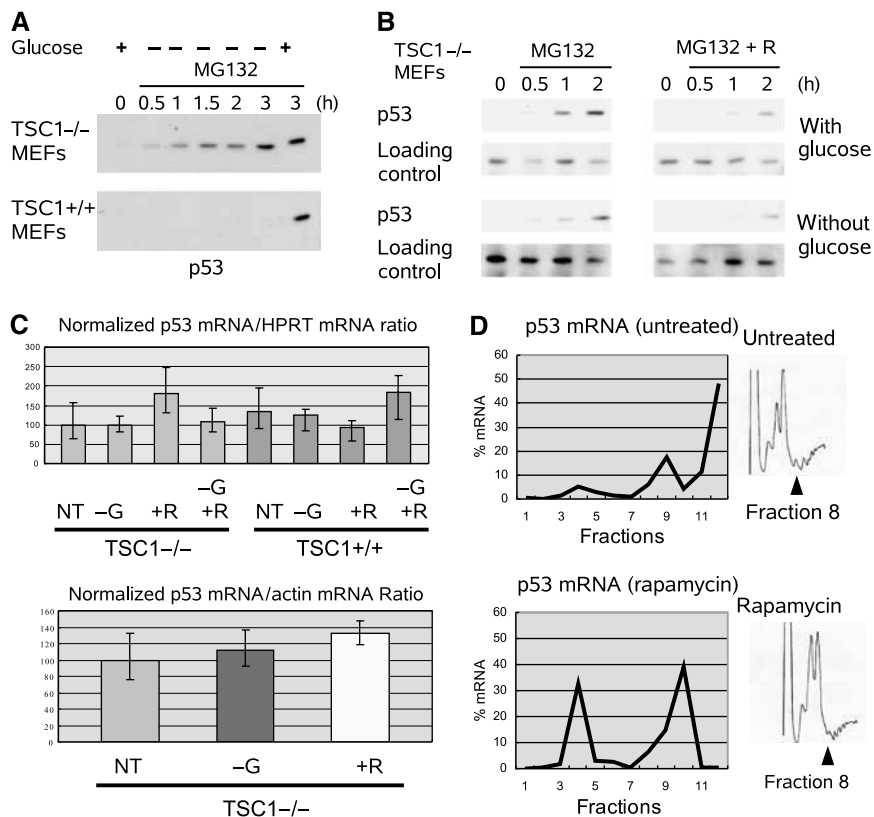 A
Glucose + – – – – – +
MG132
0 0.5 1 1.5 2 3 3 (h)
TSC1–/–
MEFs
TSC1+/+
MEFs
p53
B
TSC1–/–
MEFs
MG132
MG132 + R
0 0.5 1 2 0 0.5 1 2 (h)
p53
Loading
control
With
glucose
p53
Loading
control
Without
glucose
C
Normalized p53 mRNA/HPRT mRNA ratio
300
250
200
150
100
50
0
NT –G +R –G +R NT –G +R –G +R
TSC1–/– TSC1+/+
Normalized p53 mRNA/actin mRNA Ratio
160
140
120
100
80
60
40
20
0
NT –G +R
TSC1–/–
D
p53 mRNA (untreated)
Untreated
% mRNA
60
50
40
30
20
10
0
1 3 5 7 9 11
Fractions
Fraction 8
p53 mRNA (rapamycin)
Rapamycin
% mRNA
60
50
40
30
20
10
0
1 3 5 7 9 11
Fractions
Fraction 8